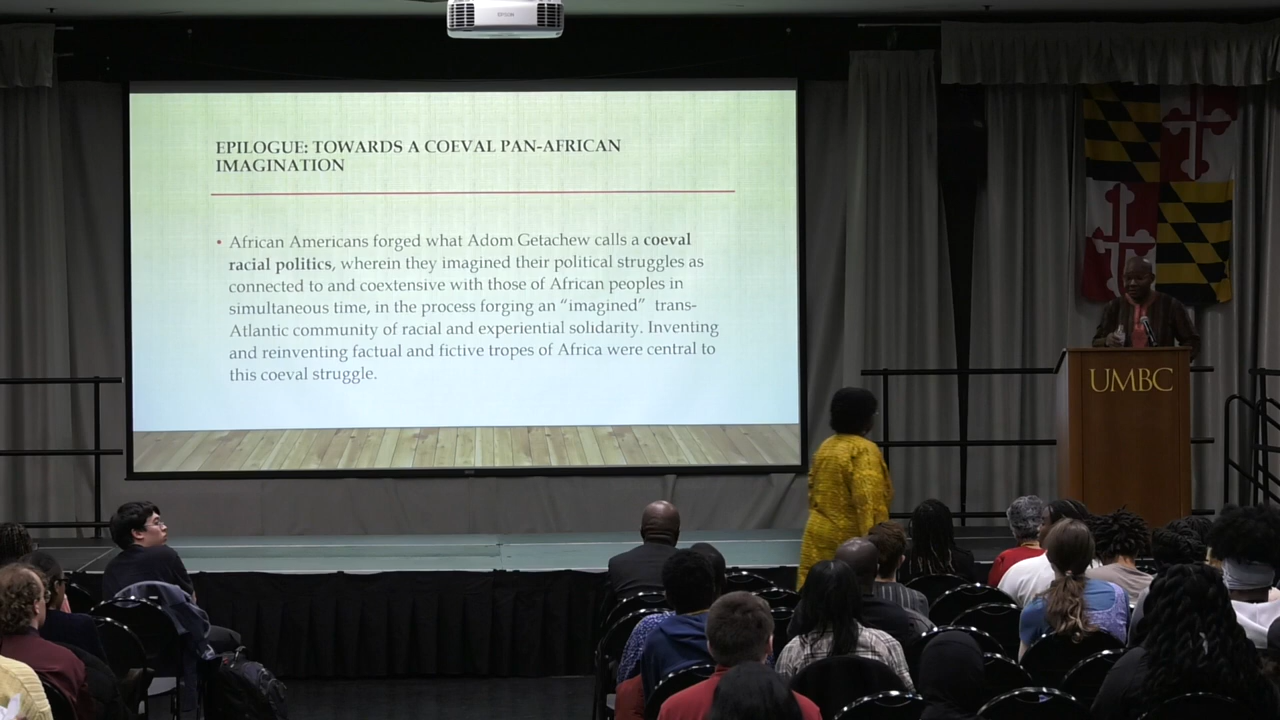 EPSON
EPILOGUE: TOWARDS A COEVAL PAN-AFRICAN
IMAGINATION
• African Americans forged what Adom Getachew calls a coeval
racial politics, wherein they imagined their political struggles as
connected to and coextensive with those of African peoples in
simultaneous time, in the process forging an “imagined” trans-
Atlantic community of racial and experiential solidarity. Inventing
and reinventing factual and fictive tropes of Africa were central to
this coeval struggle.
UMBC